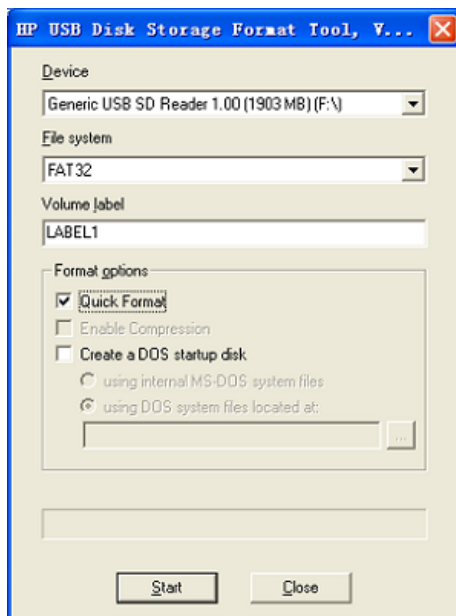 HP USB Disk Storage Format Tool, V...
Device
Generic USB SD Reader 1.00 (1903 MB) (F:\)
File system
FAT32
Volume label
LABEL1
Format options
Quick Format
Enable Compression
Create a DOS startup disk
using internal MS-DOS system files
using DOS system files located at:
...
Start Close